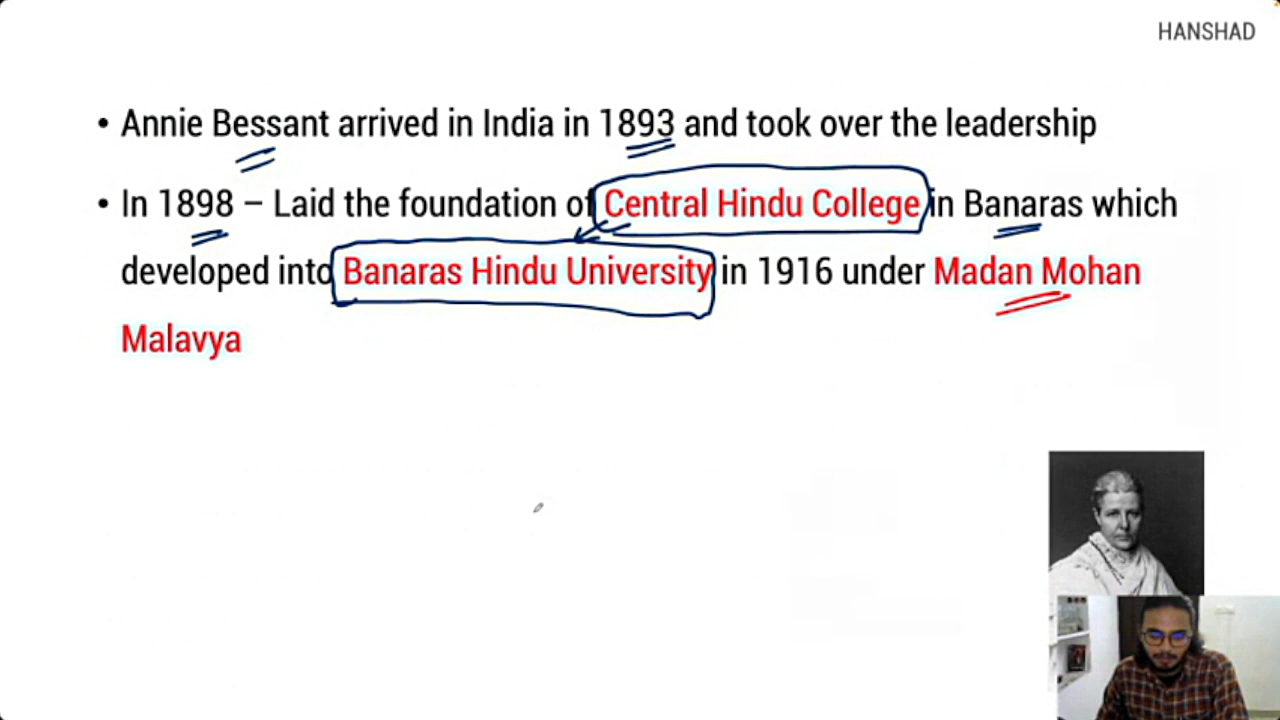 HANSHAD
• Annie Bessant arrived in India in 1893 and took over the leadership
• In 1898 – Laid the foundation of Central Hindu College in Banaras which
developed into Banaras Hindu University in 1916 under Madan Mohan
Malavya